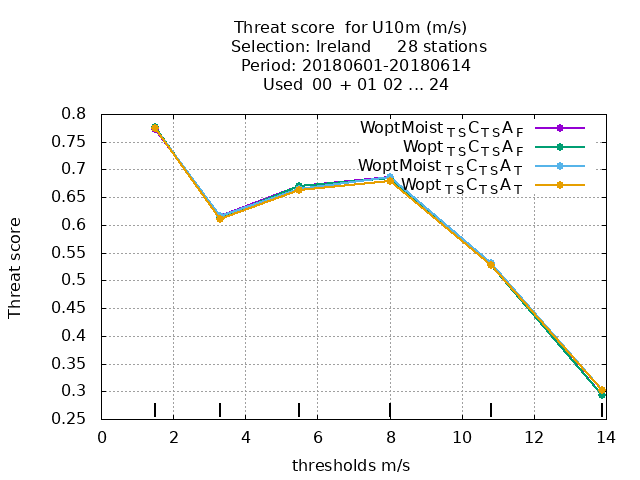 Threat score for U10m (m/s)
Selection: Ireland 28 stations
Period: 20180601-20180614
Used 00 + 01 02 ... 24
WoptMoist TS C TS A F
Wopt TS C TS A F
WoptMoist TS C TS A T
Wopt TS C TS A T
0.8
0.75
0.7
0.65
0.6
0.55
0.5
0.45
0.4
0.35
0.3
0.25
Threat score
0 2 4 6 8 10 12 14
thresholds m/s